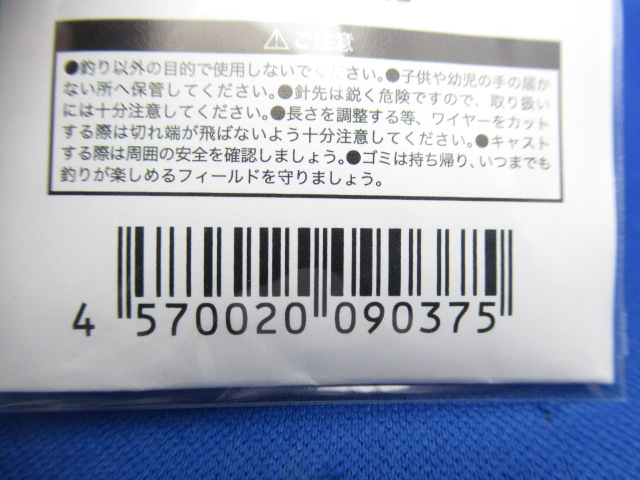 ⚠ご注意
●釣り以外の目的で使用しないでください。●子供や幼児の手の届か
ない所へ保管してください。●針先は鋭く危険ですので、取り扱い
には十分注意してください。●長さを調整する等、ワイヤーをカット
する際は切れ端が飛ばないよう十分注意してください。●キャスト
する際は周囲の安全を確認しましょう。●ゴミは持ち帰り、いつまでも
釣りが楽しめるフィールドを守りましょう。
4 570020 090375